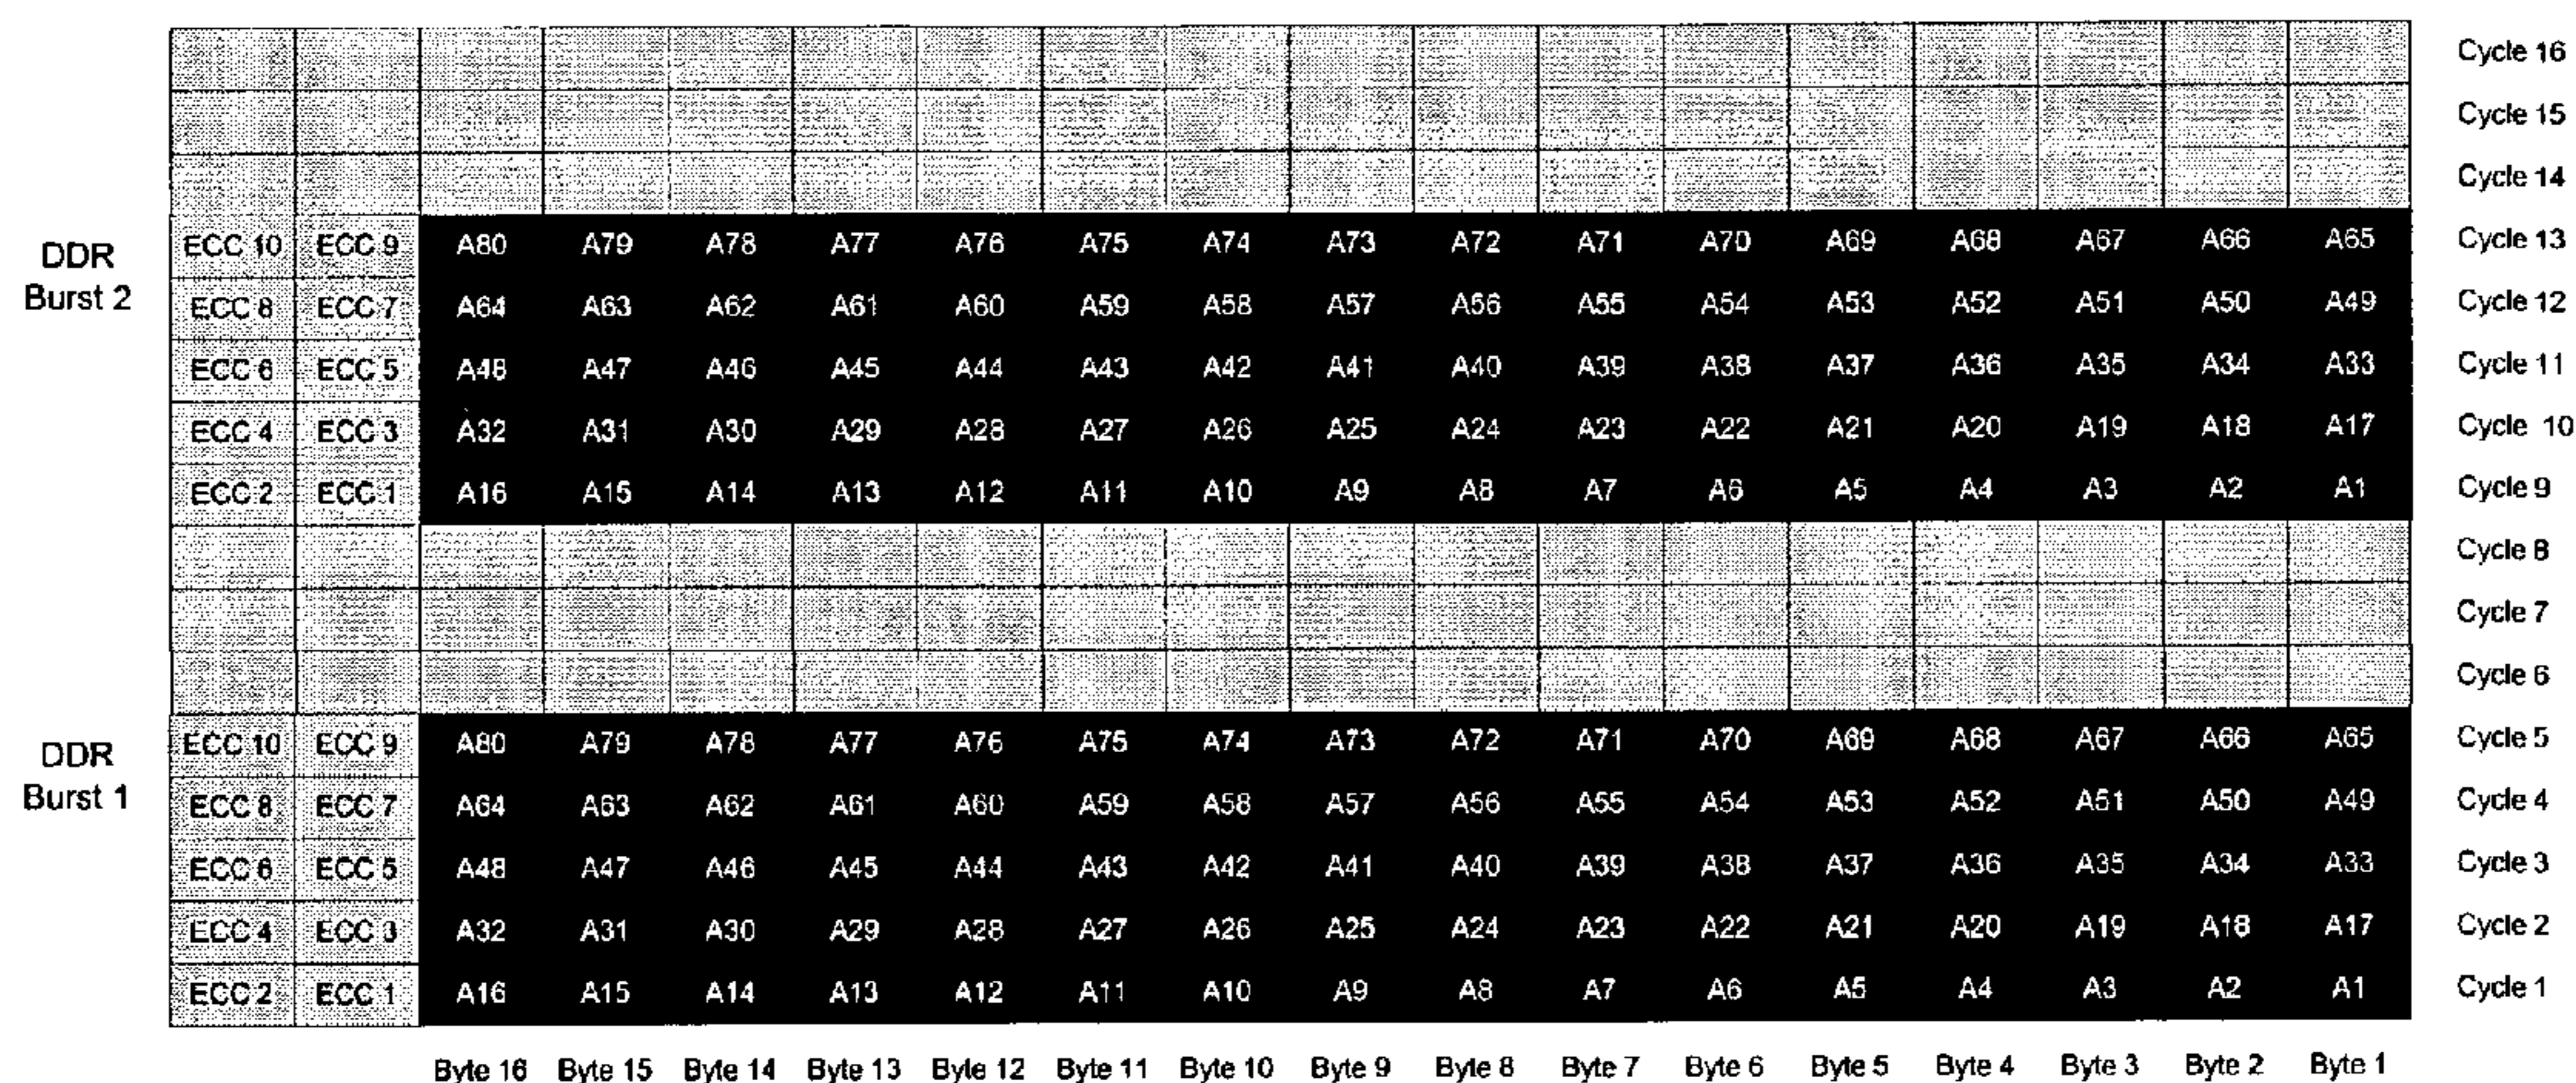 Cycle 16
Cycle 15
Cycle 14
DDR
Burst 2
ECC 10 ECC 9 A80 A79 A78 A77 A76 A75 A74 A73 A72 A71 A70 A69 A68 A67 A66 A65 Cycle 13
ECC 8 ECC 7 A64 A63 A62 A61 A60 A59 A58 A57 A56 A55 A54 A53 A52 A51 A50 A49 Cycle 12
ECC 6 ECC 5 A48 A47 A46 A45 A44 A43 A42 A41 A40 A39 A38 A37 A36 A35 A34 A33 Cycle 11
ECC 4 ECC 3 A32 A31 A30 A29 A28 A27 A26 A25 A24 A23 A22 A21 A20 A19 A18 A17 Cycle 10
ECC 2 ECC 1 A16 A15 A14 A13 A12 A11 A10 A9 A8 A7 A6 A5 A4 A3 A2 A1 Cycle 9
Cycle 8
Cycle 7
Cycle 6
DDR
Burst 1
ECC 10 ECC 9 A80 A79 A78 A77 A76 A75 A74 A73 A72 A71 A70 A69 A68 A67 A66 A65 Cycle 5
ECC 8 ECC 7 A64 A63 A62 A61 A60 A59 A58 A57 A56 A55 A54 A53 A52 A51 A50 A49 Cycle 4
ECC 6 ECC 5 A48 A47 A46 A45 A44 A43 A42 A41 A40 A39 A38 A37 A36 A35 A34 A33 Cycle 3
ECC 4 ECC 3 A32 A31 A30 A29 A28 A27 A26 A25 A24 A23 A22 A21 A20 A19 A18 A17 Cycle 2
ECC 2 ECC 1 A16 A15 A14 A13 A12 A11 A10 A9 A8 A7 A6 A5 A4 A3 A2 A1 Cycle 1
Byte 16 Byte 15 Byte 14 Byte 13 Byte 12 Byte 11 Byte 10 Byte 9 Byte 8 Byte 7 Byte 6 Byte 5 Byte 4 Byte 3 Byte 2 Byte 1